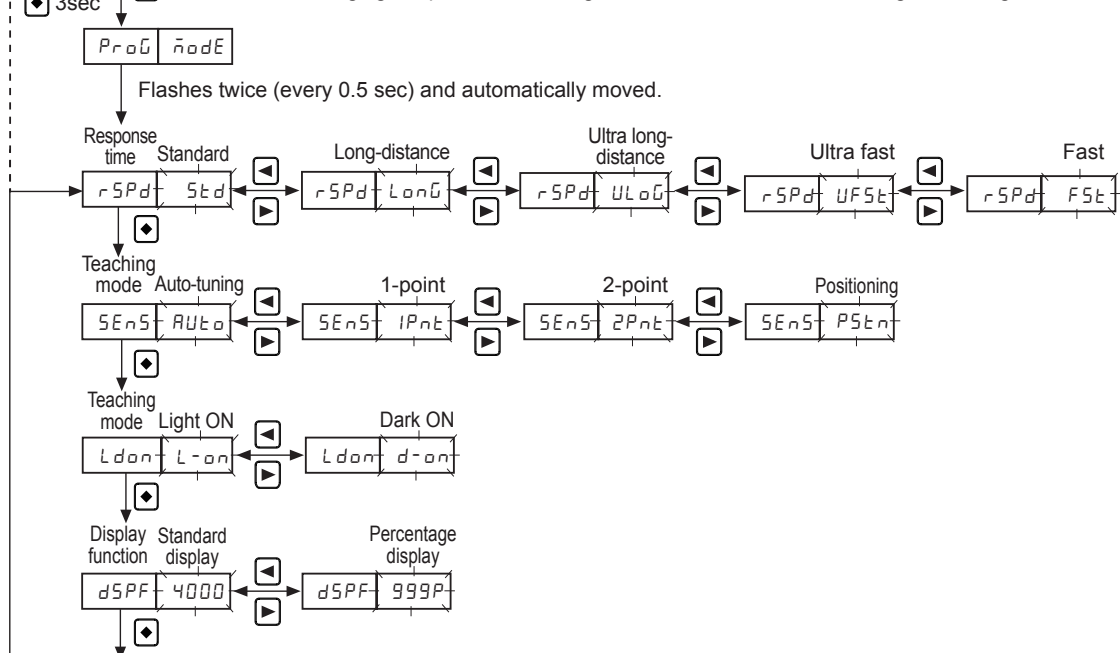 3sec
ProG ModE
Flashes twice (every 0.5 sec) and automatically moved.
Response time
Standard
Long-distance
Ultra long-distance
Ultra fast
Fast
rSPd Std
rSPd LonG
rSPd ULoG
rSPd UFSt
rSPd FSt
Teaching mode
Auto-tuning
1-point
2-point
Positioning
SEnS AUto
SEnS 1Pnt
SEnS 2Pnt
SEnS PStn
Teaching mode
Light ON
Dark ON
Ldon L-on
Ldon d-on
Display function
Standard display
Percentage display
dSPF 4000
dSPF 999P